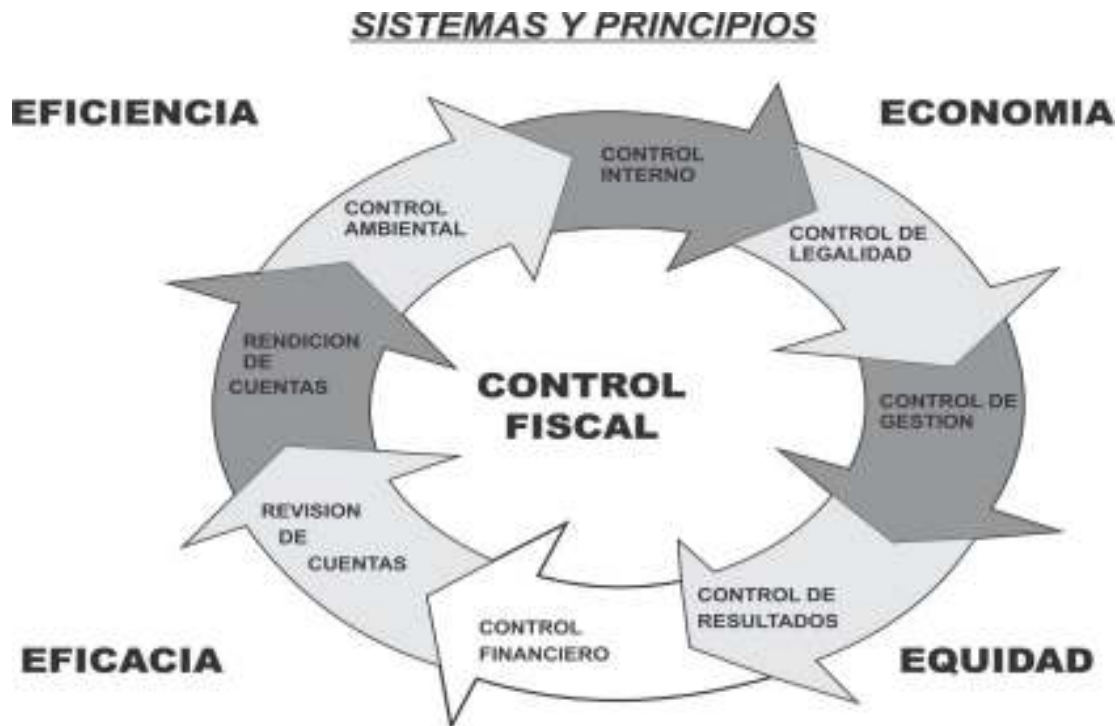 SISTEMAS Y PRINCIPIOS
EFICIENCIA
ECONOMIA
CONTROL
INTERNO
CONTROL
AMBIENTAL
CONTROL DE
LEGALIDAD
RENDICION
DE
CUENTAS
CONTROL
FISCAL
CONTROL DE
GESTION
REVISION
DE
CUENTAS
CONTROL DE
RESULTADOS
CONTROL
FINANCIERO
EFICACIA
EQUIDAD